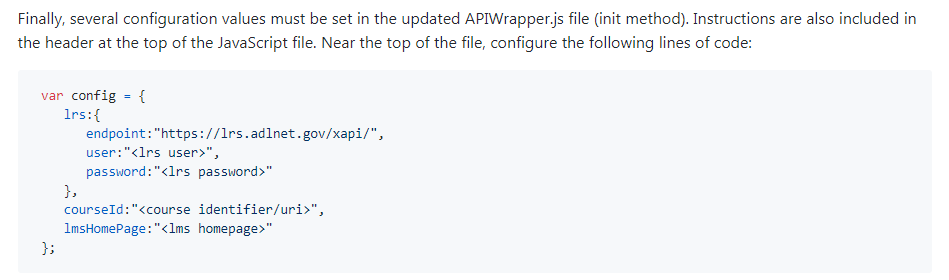 Finally, several configuration values must be set in the updated APIWrapper.js file (init method). Instructions are also included in
the header at the top of the JavaScript file. Near the top of the file, configure the following lines of code:
var config = {
   lrs:{
      endpoint:"https://lrs.adlnet.gov/xapi/",
      user:"<lrs user>",
      password:"<lrs password>"
   },
   courseId:"<course identifier/uri>",
   lmsHomePage:"<lms homepage>"
};